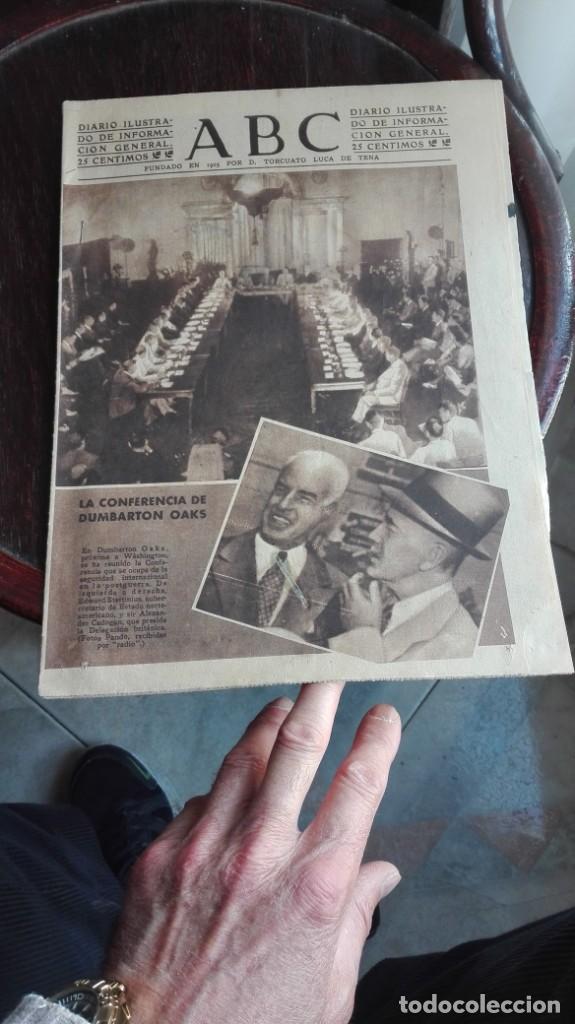 DIARIO ILUSTRA-
DO DE INFORMA-
CION GENERAL.
25 CENTIMOS
ABC
DIARIO ILUSTRA-
DO DE INFORMA-
CION GENERAL.
25 CENTIMOS
FUNDADO EN 1905 POR D. TORCUATO LUCA DE TENA
LA CONFERENCIA DE
DUMBARTON OAKS
En Dumbarton Oaks,
próxima a Wáshington,
se ha reunido la Confe-
rencia que se ocupa de la
seguridad internacional
en la postguerra. De
izquierda a derecha,
Edward Stettinius, subse-
cretario de Estado norte-
americano, y sir Alexan-
der Cadogan, que preside
la Delegación británica.
(Fotos Pando, recibidas
por "radio".)
todocoleccion.net